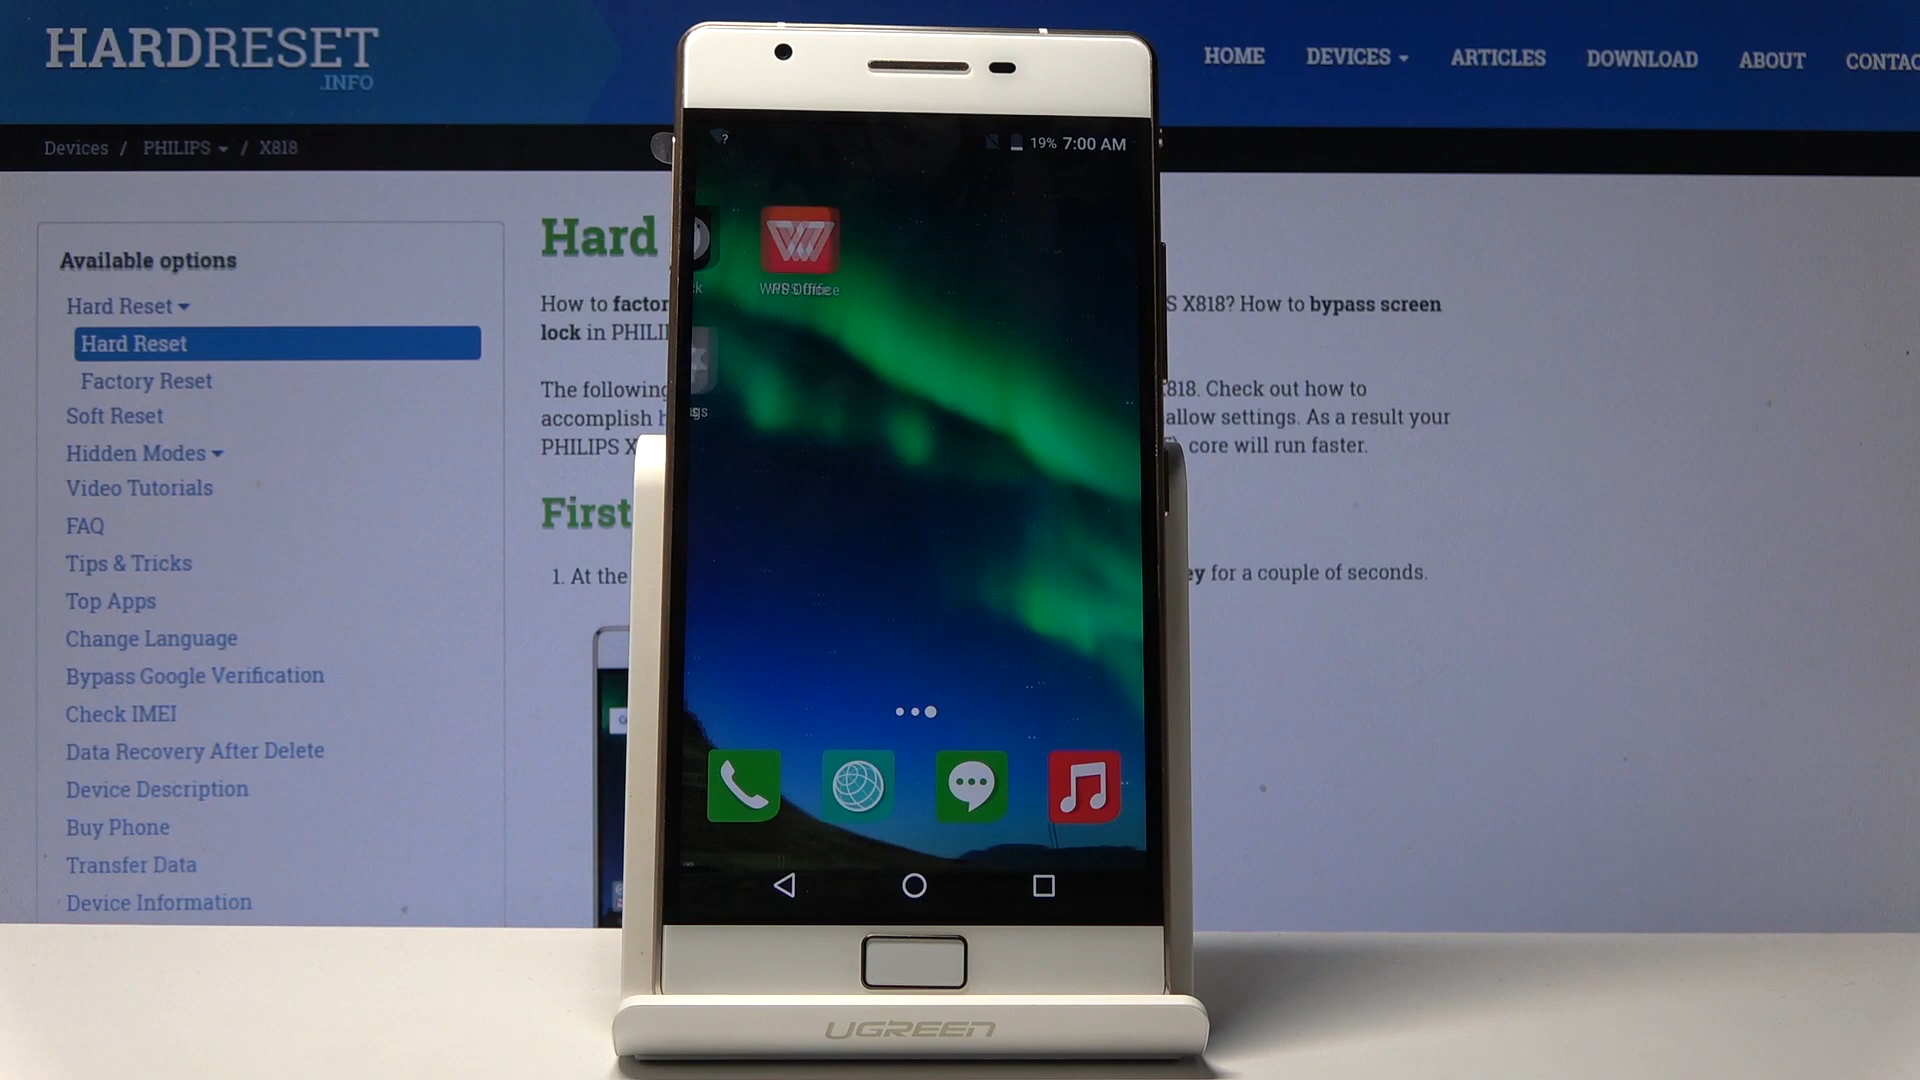 HARDRESET
.INFO
HOME DEVICES ARTICLES DOWNLOAD ABOUT CONTAC
Devices / PHILIPS / X818
Available options
Hard Reset
Hard Reset
Factory Reset
Soft Reset
Hidden Modes
Video Tutorials
FAQ
Tips & Tricks
Top Apps
Change Language
Bypass Google Verification
Check IMEI
Data Recovery After Delete
Device Description
Buy Phone
Transfer Data
Device Information
Hard
How to factor S X818? How to bypass screen
lock in PHILI
The following 818. Check out how to
accomplish h allow settings. As a result your
PHILIPS X core will run faster.
First
1. At the ey for a couple of seconds.
? 19% 7:00 AM
WPS Office
gs
UGREEN